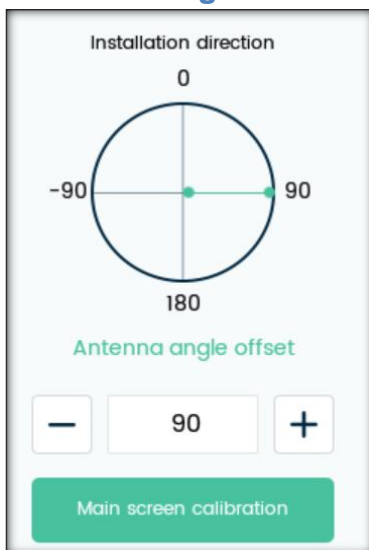 Installation direction
0
-90
90
180
Antenna angle offset
− 90 +
Main screen calibration